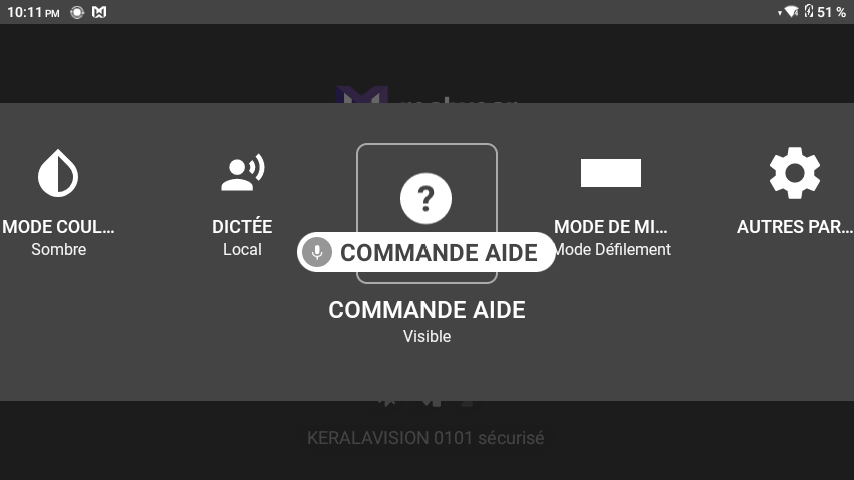 10:11 PM
51 %
MODE COUL...
Sombre
DICTÉE
Local
?
COMMANDE AIDE
COMMANDE AIDE
Visible
MODE DE MI...
Mode Défilement
AUTRES PAR...
KERALAVISION 0101 sécurisé